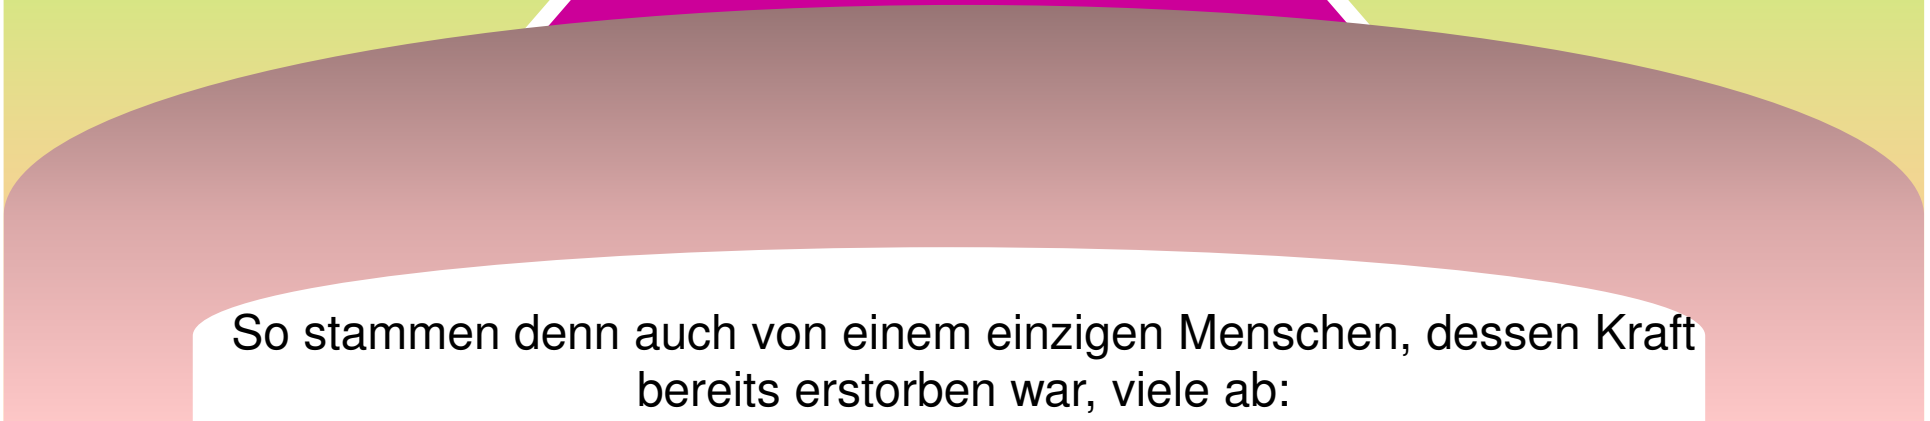 So stammen denn auch von einem einzigen Menschen, dessen Kraft
bereits erstorben war, viele ab: